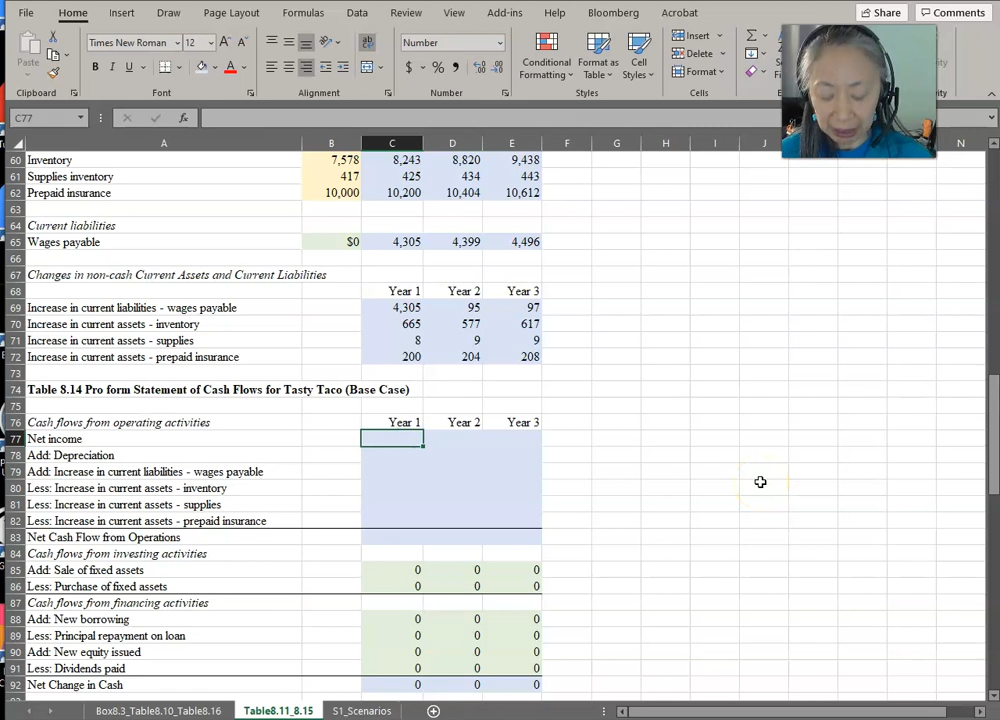 File Home Insert Draw Page Layout Formulas Data Review View Add-ins Help Bloomberg Acrobat Share Comments
Paste Times New Roman 12 A A Number Conditional Formatting Format as Table Cell Styles Insert Delete Format
B I U A $ %
Clipboard Font Alignment Number Styles Cells
C77 fx
A B C D E F G H I J N
60 Inventory 7,578 8,243 8,820 9,438
61 Supplies inventory 417 425 434 443
62 Prepaid insurance 10,000 10,200 10,404 10,612
63
64 Current liabilities
65 Wages payable $0 4,305 4,399 4,496
66
67 Changes in non-cash Current Assets and Current Liabilities
68 Year 1 Year 2 Year 3
69 Increase in current liabilities - wages payable 4,305 95 97
70 Increase in current assets - inventory 665 577 617
71 Increase in current assets - supplies 8 9 9
72 Increase in current assets - prepaid insurance 200 204 208
73
74 Table 8.14 Pro form Statement of Cash Flows for Tasty Taco (Base Case)
75
76 Cash flows from operating activities Year 1 Year 2 Year 3
77 Net income
78 Add: Depreciation
79 Add: Increase in current liabilities - wages payable
80 Less: Increase in current assets - inventory
81 Less: Increase in current assets - supplies
82 Less: Increase in current assets - prepaid insurance
83 Net Cash Flow from Operations
84 Cash flows from investing activities
85 Add: Sale of fixed assets 0 0 0
86 Less: Purchase of fixed assets 0 0 0
87 Cash flows from financing activities
88 Add: New borrowing 0 0 0
89 Less: Principal repayment on loan 0 0 0
90 Add: New equity issued 0 0 0
91 Less: Dividends paid 0 0 0
92 Net Change in Cash 0 0 0
Box8.3_Table8.10_Table8.16 Table8.11_8.15 S1_Scenarios